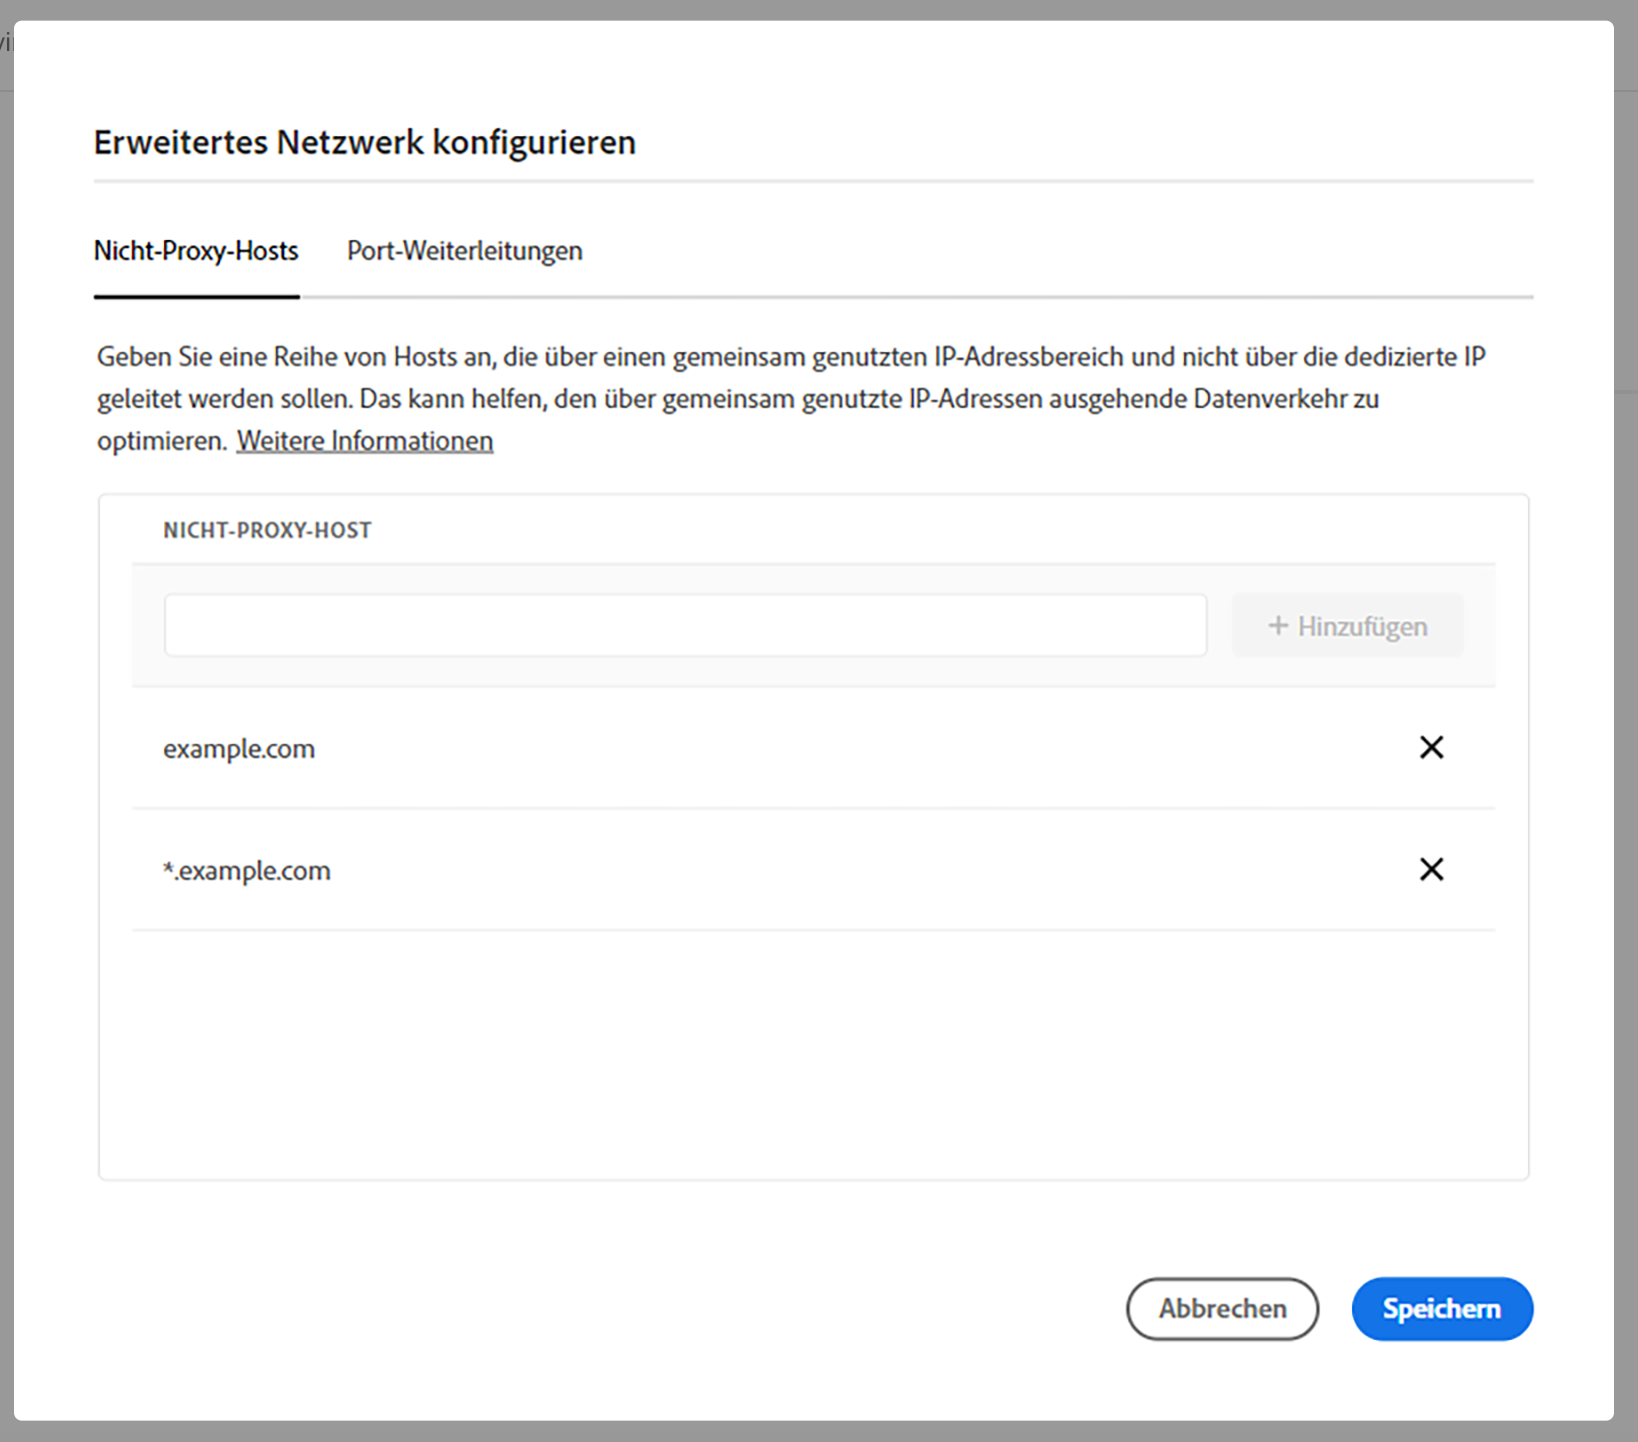 Erweitertes Netzwerk konfigurieren
Nicht-Proxy-Hosts Port-Weiterleitungen
Geben Sie eine Reihe von Hosts an, die über einen gemeinsam genutzten IP-Adressbereich und nicht über die dedizierte IP
geleitet werden sollen. Das kann helfen, den über gemeinsam genutzte IP-Adressen ausgehende Datenverkehr zu
optimieren. Weitere Informationen
NICHT-PROXY-HOST
+ Hinzufügen
example.com
*.example.com
Abbrechen Speichern